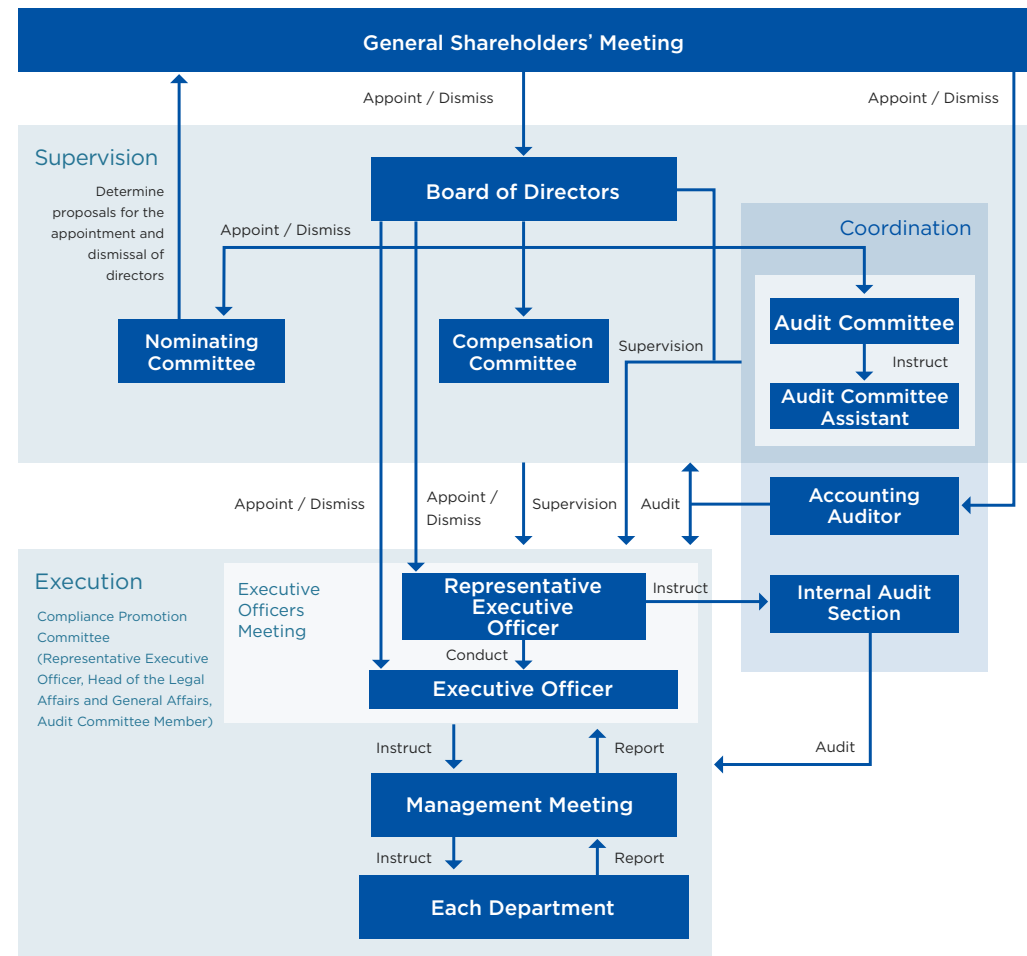 General Shareholders’ Meeting
Appoint / Dismiss
Appoint / Dismiss
Supervision
Determine
proposals for the
appointment and
dismissal of
directors
Board of Directors
Appoint / Dismiss
Coordination
Nominating
Committee
Compensation
Committee
Supervision
Audit Committee
Instruct
Audit Committee
Assistant
Appoint / Dismiss
Appoint /
Dismiss
Supervision
Audit
Accounting
Auditor
Execution
Compliance Promotion
Committee
(Representative Executive
Officer, Head of the Legal
Affairs and General Affairs,
Audit Committee Member)
Executive
Officers
Meeting
Representative
Executive
Officer
Instruct
Internal Audit
Section
Conduct
Executive Officer
Instruct
Report
Audit
Management Meeting
Instruct
Report
Each Department